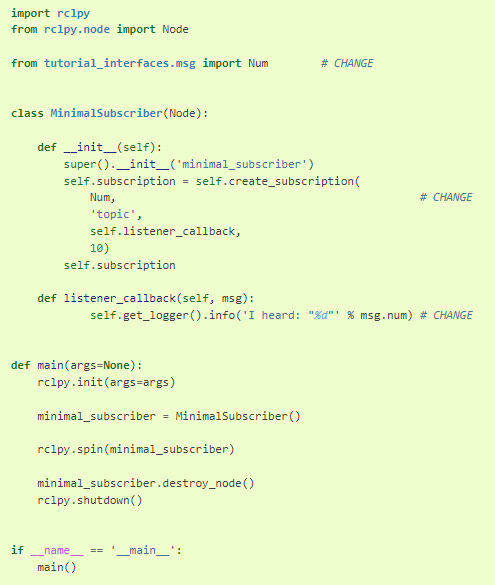 import rclpy
from rclpy.node import Node

from tutorial_interfaces.msg import Num        # CHANGE


class MinimalSubscriber(Node):

    def __init__(self):
        super().__init__('minimal_subscriber')
        self.subscription = self.create_subscription(
            Num,                                              # CHANGE
            'topic',
            self.listener_callback,
            10)
        self.subscription

    def listener_callback(self, msg):
            self.get_logger().info('I heard: "%d"' % msg.num) # CHANGE


def main(args=None):
    rclpy.init(args=args)

    minimal_subscriber = MinimalSubscriber()

    rclpy.spin(minimal_subscriber)

    minimal_subscriber.destroy_node()
    rclpy.shutdown()


if __name__ == '__main__':
    main()